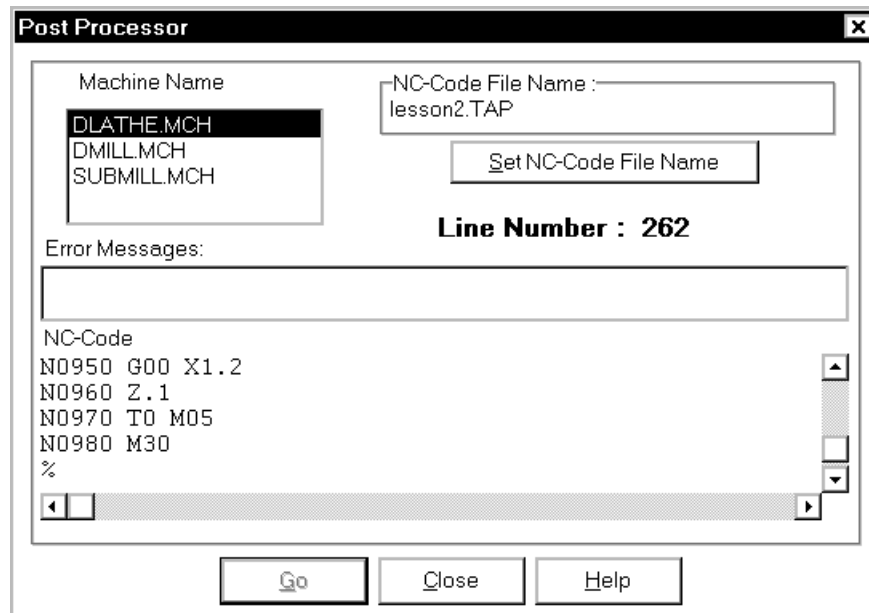 Post Processor
Machine Name
DLATHE.MCH
DMILL.MCH
SUBMILL.MCH
NC-Code File Name :
lesson2.TAP
Set NC-Code File Name
Line Number : 262
Error Messages:
NC-Code
N0950 G00 X1.2
N0960 Z.1
N0970 T0 M05
N0980 M30
%
Go
Close
Help